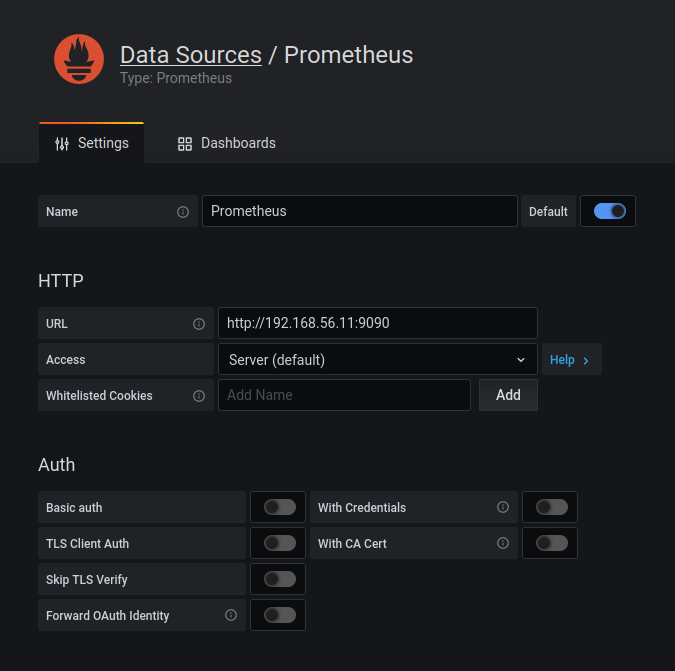 Data Sources / Prometheus
Type: Prometheus
Settings
Dashboards
Name
Prometheus
Default
HTTP
URL
http://192.168.56.11:9090
Access
Server (default)
Help
Whitelisted Cookies
Add Name
Add
Auth
Basic auth
With Credentials
TLS Client Auth
With CA Cert
Skip TLS Verify
Forward OAuth Identity